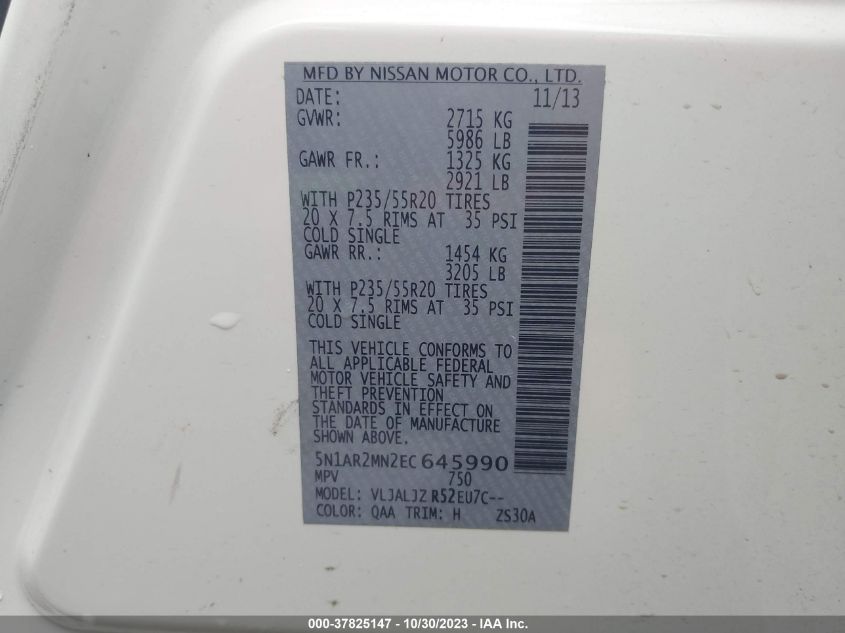 MFD BY NISSAN MOTOR CO., LTD.
DATE: 11/13
GVWR: 2715 KG
5986 LB
GAWR FR.: 1325 KG
2921 LB
WITH P235/55R20 TIRES
20 X 7.5 RIMS AT 35 PSI
COLD SINGLE
GAWR RR.: 1454 KG
3205 LB
WITH P235/55R20 TIRES
20 X 7.5 RIMS AT 35 PSI
COLD SINGLE
THIS VEHICLE CONFORMS TO
ALL APPLICABLE FEDERAL
MOTOR VEHICLE SAFETY AND
THEFT PREVENTION
STANDARDS IN EFFECT ON
THE DATE OF MANUFACTURE
SHOWN ABOVE.
5N1AR2MN2EC 645990
MPV 750
MODEL: VLJALJZ R52EU7C--
COLOR: QAA TRIM: H ZS30A
000-37825147 - 10/30/2023 - IAA Inc.